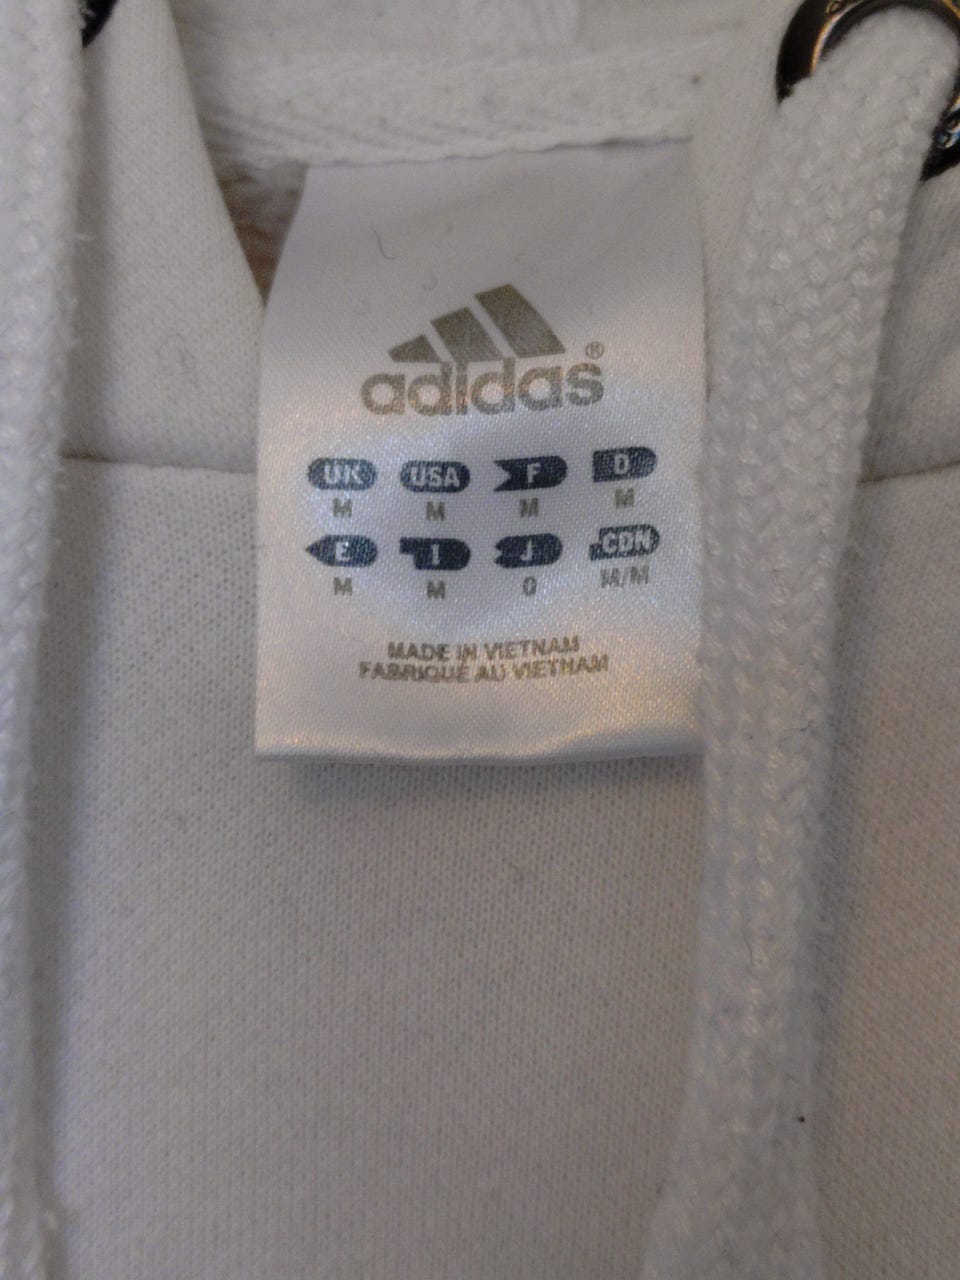 adidas®
UK USA F D
M M M M
E I J CDN
M M O M/M
MADE IN VIETNAM
FABRIQUÉ AU VIETNAM